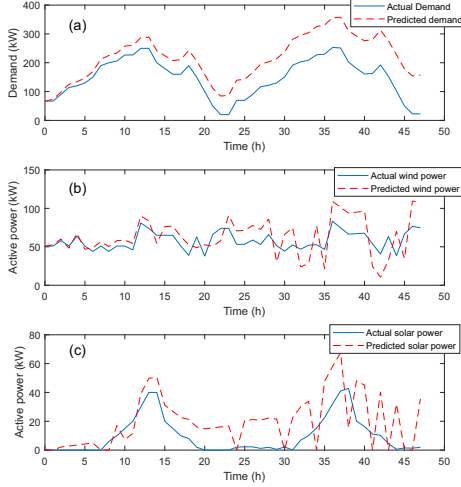 400
300
200
100
0
Demand (kW)
(a)
Actual Demand
Predicted demand
0 5 10 15 20 25 30 35 40 45 50
Time (h)
150
100
50
0
Active power (kW)
(b)
Actual wind power
Predicted wind power
0 5 10 15 20 25 30 35 40 45 50
Time (h)
80
60
40
20
0
Active power (kW)
(c)
Actual solar power
Predicted solar power
0 5 10 15 20 25 30 35 40 45 50
Time (h)